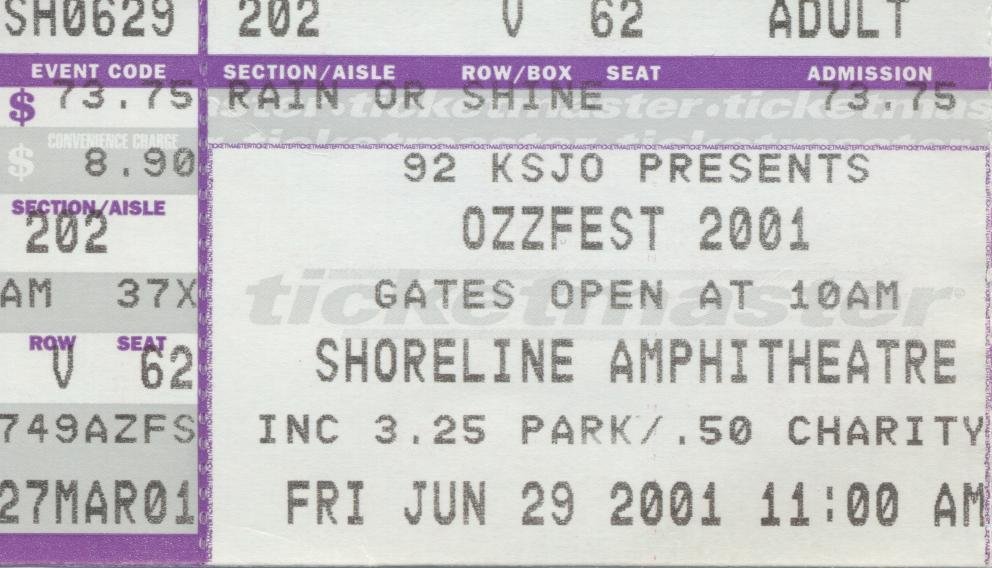 SH0629 202 V 62 ADULT
EVENT CODE SECTION/AISLE ROW/BOX SEAT ADMISSION
$ 73.75 RAIN OR SHINE 73.75
ticketmaster·ticketmas
CONVENIENCE CHARGE
$ 8.90 92 KSJO PRESENTS
SECTION/AISLE
202 OZZFEST 2001
ticketmaster
AM 37X GATES OPEN AT 10AM
ROW SEAT
V 62 SHORELINE AMPHITHEATRE
749AZFS INC 3.25 PARK/.50 CHARITY
27MAR01 FRI JUN 29 2001 11:00 AM